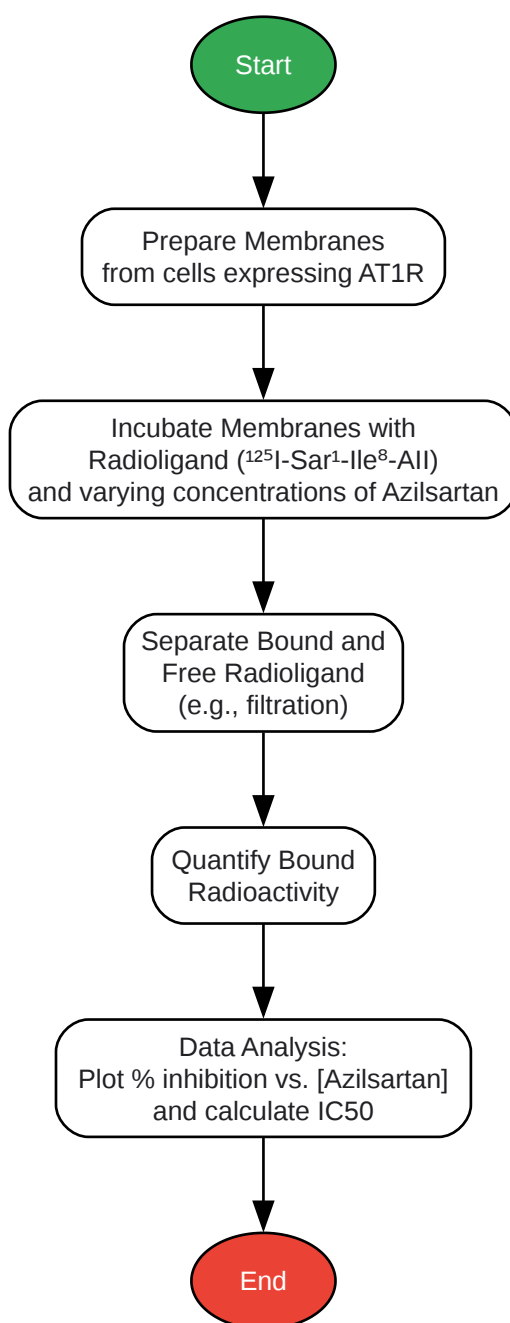 Start
Prepare Membranes
from cells expressing AT1R
Incubate Membranes with
Radioligand (¹²⁵I-Sar¹-Ile⁸-AII)
and varying concentrations of Azilsartan
Separate Bound and
Free Radioligand
(e.g., filtration)
Quantify Bound
Radioactivity
Data Analysis:
Plot % inhibition vs. [Azilsartan]
and calculate IC50
End